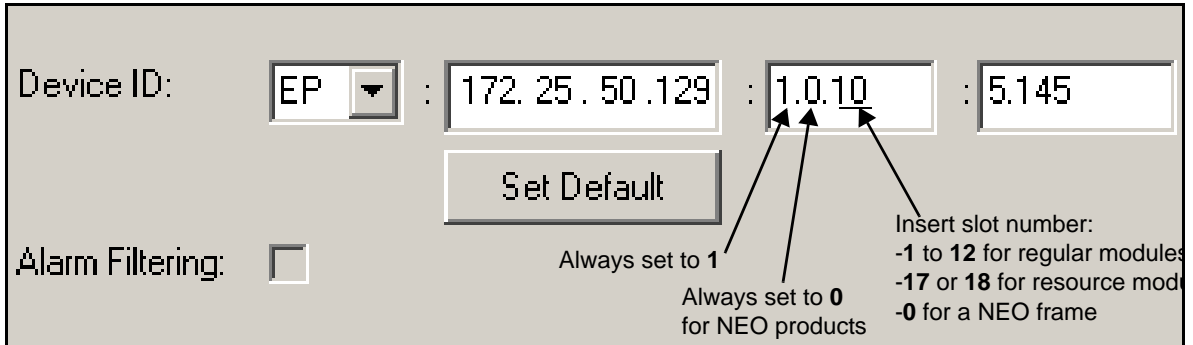 Device ID: EP : 172. 25 . 50 .129 : 1.0.10 : 5.145
Set Default
Alarm Filtering:
Always set to 1
Always set to 0
for NEO products
Insert slot number:
-1 to 12 for regular modules
-17 or 18 for resource modu
-0 for a NEO frame